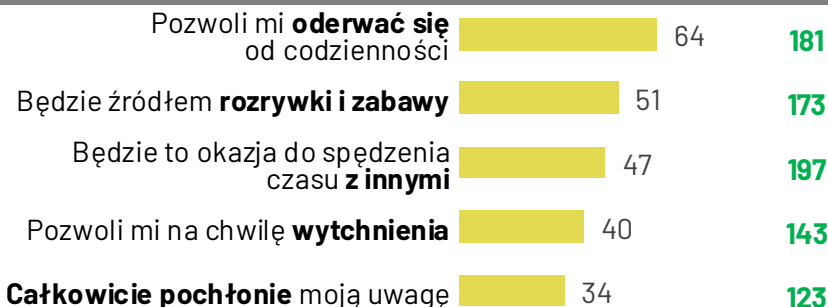 Pozwoli mi oderwać się
od codzienności
64
181
Będzie źródłem rozrywki i zabawy
51
173
Będzie to okazja do spędzenia
czasu z innymi
47
197
Pozwoli mi na chwilę wytchnienia
40
143
Całkowicie pochłonie moją uwagę
34
123